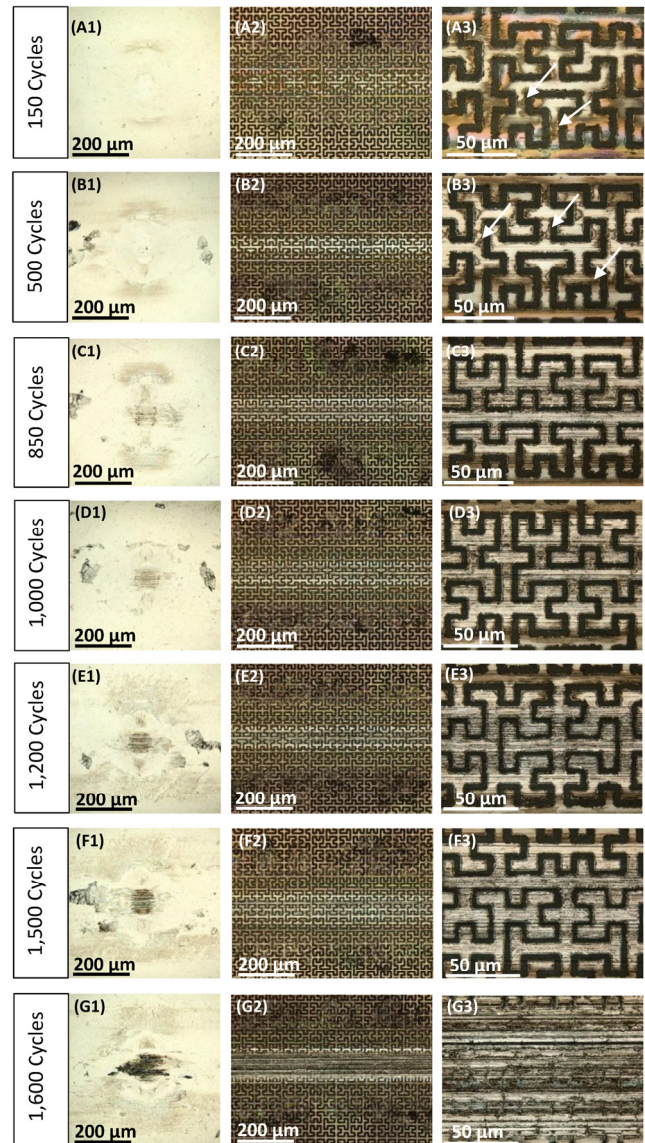 150 Cycles
(A1)
200 µm
(A2)
200 µm
(A3)
50 µm
500 Cycles
(B1)
200 µm
(B2)
200 µm
(B3)
50 µm
850 Cycles
(C1)
200 µm
(C2)
200 µm
(C3)
50 µm
1,000 Cycles
(D1)
200 µm
(D2)
200 µm
(D3)
50 µm
1,200 Cycles
(E1)
200 µm
(E2)
200 µm
(E3)
50 µm
1,500 Cycles
(F1)
200 µm
(F2)
200 µm
(F3)
50 µm
1,600 Cycles
(G1)
200 µm
(G2)
200 µm
(G3)
50 µm